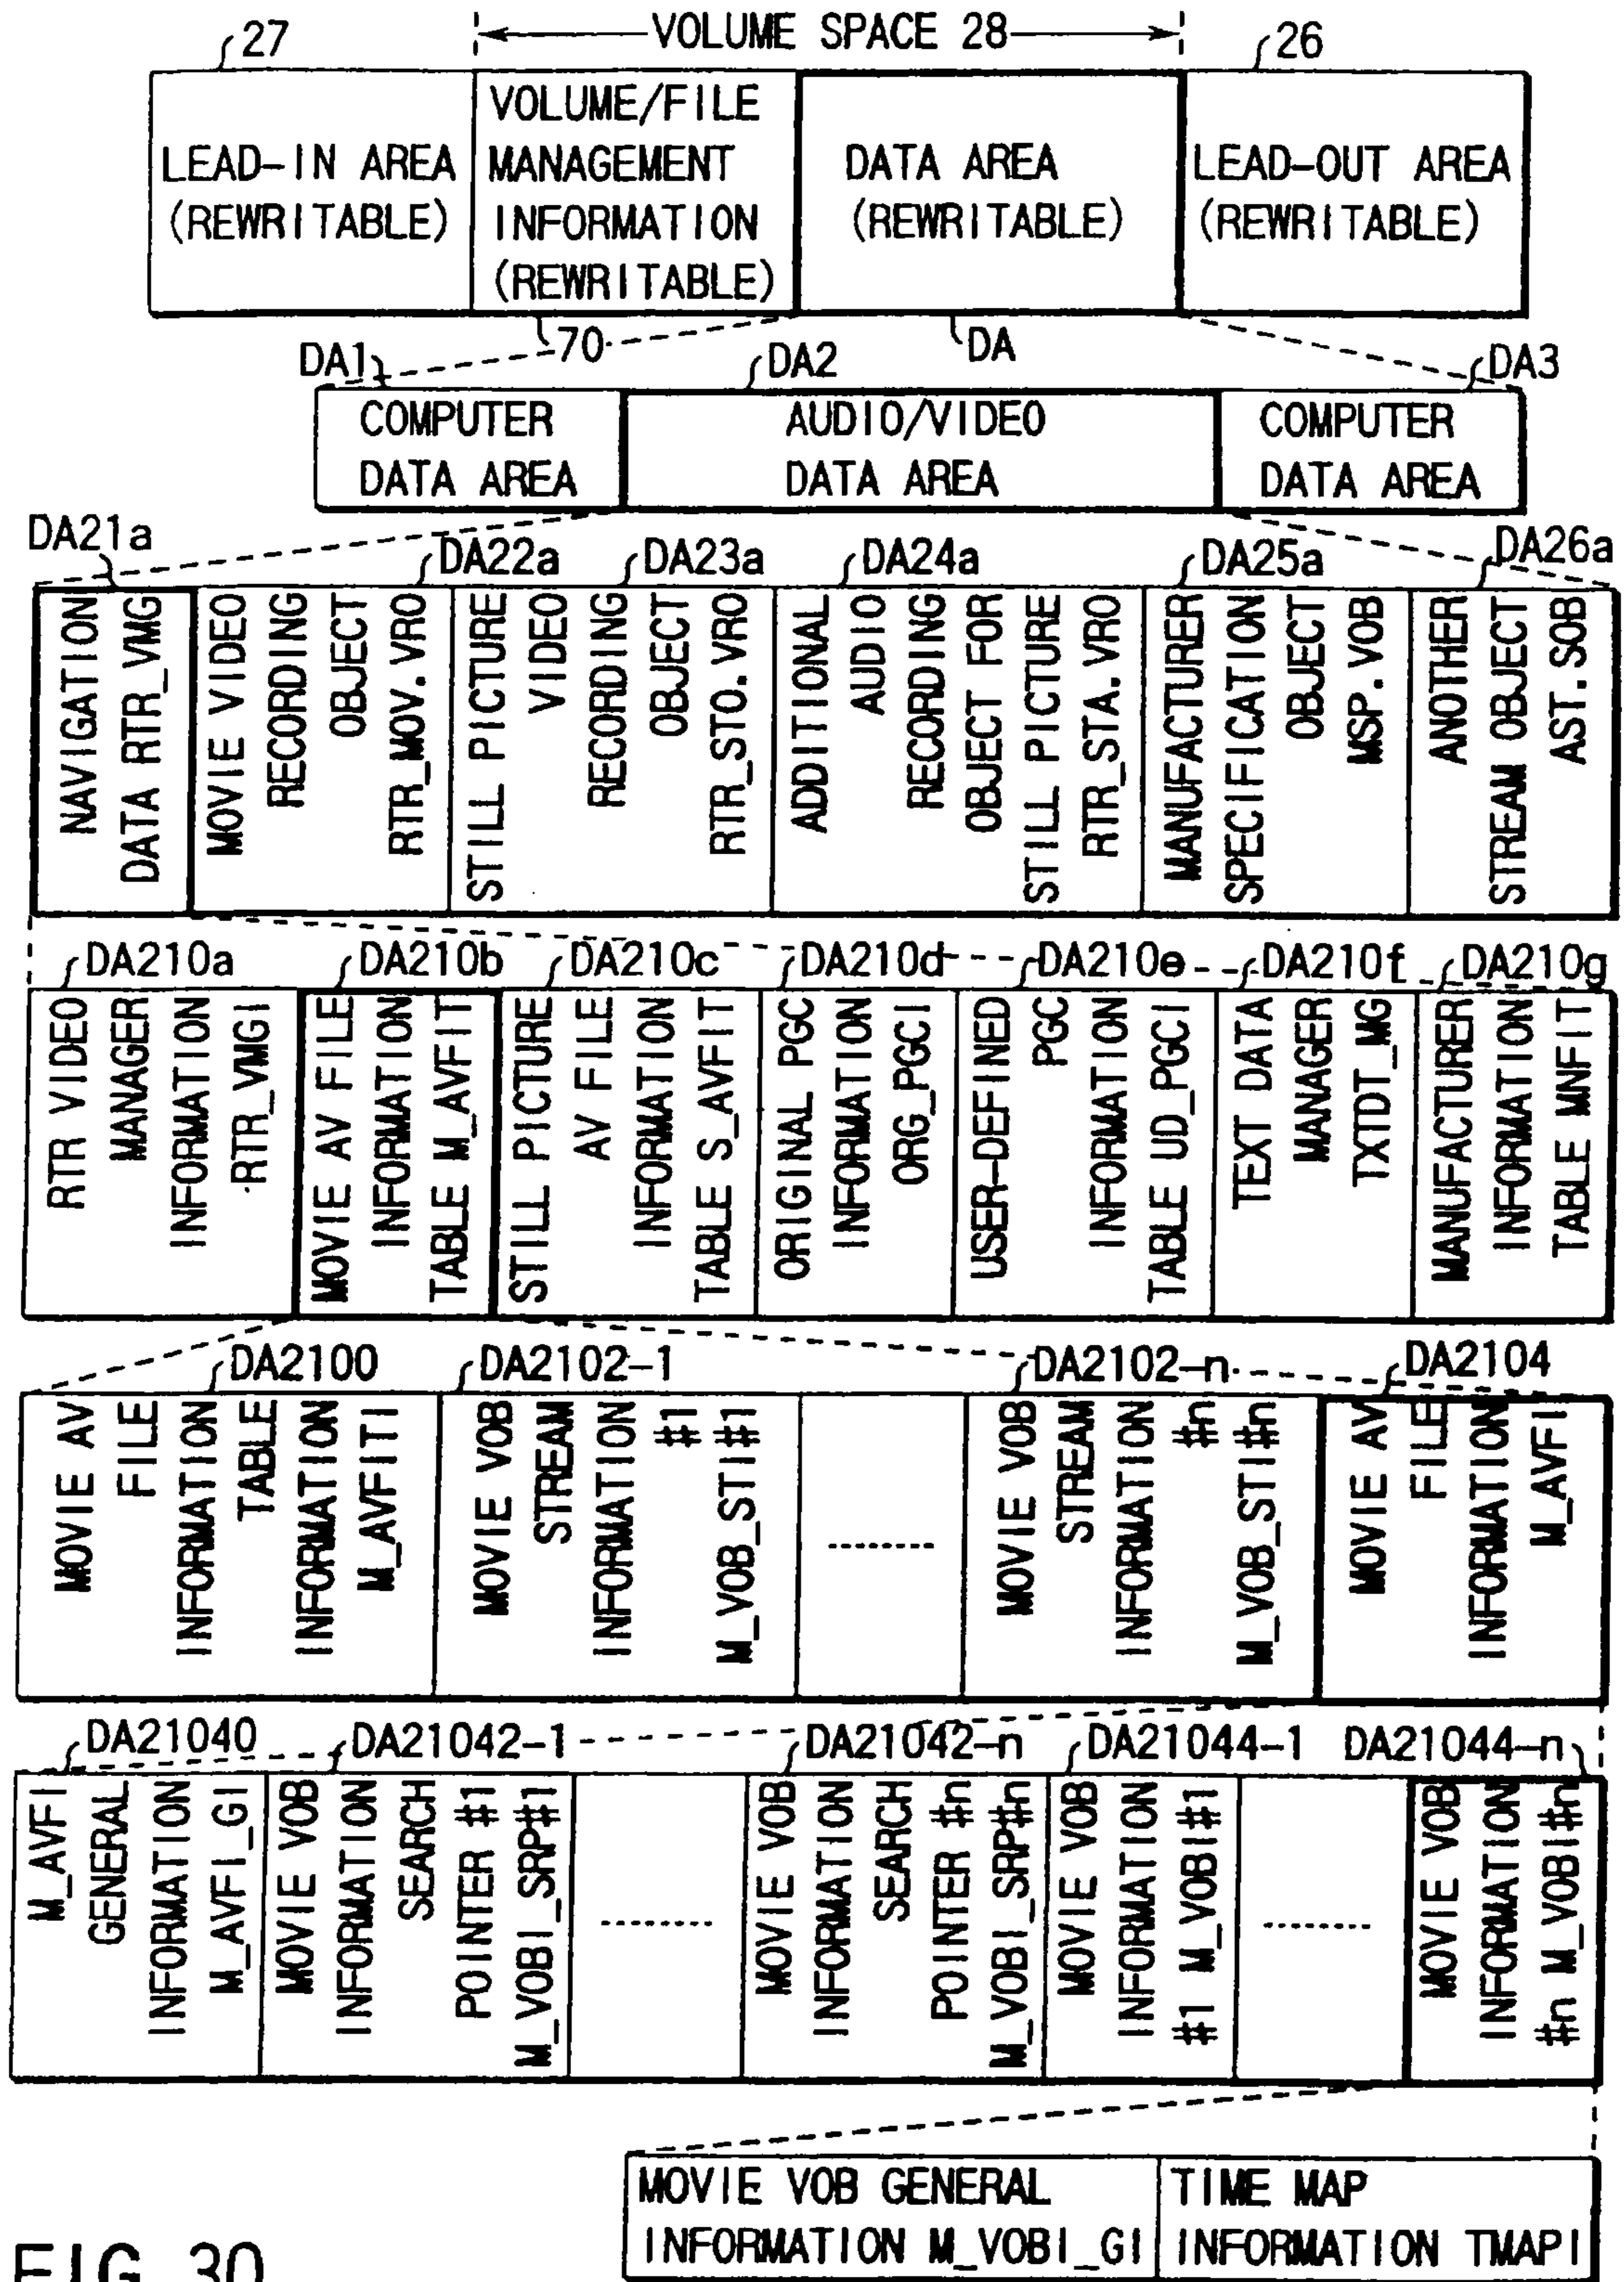 27
VOLUME SPACE 28
26
LEAD-IN AREA
(REWRITABLE)
VOLUME/FILE
MANAGEMENT
INFORMATION
(REWRITABLE)
DATA AREA
(REWRITABLE)
LEAD-OUT AREA
(REWRITABLE)
70
DA
DA1
DA2
DA3
COMPUTER
DATA AREA
AUDIO/VIDEO
DATA AREA
COMPUTER
DATA AREA
DA21a
DA22a
DA23a
DA24a
DA25a
DA26a
NAVIGATION
DATA RTR_VMG
MOVIE VIDEO
RECORDING
OBJECT
RTR_MOV.VRO
STILL PICTURE
VIDEO
RECORDING
OBJECT
RTR_STO.VRO
ADDITIONAL
AUDIO
RECORDING
OBJECT FOR
STILL PICTURE
RTR_STA.VRO
MANUFACTURER
SPECIFICATION
OBJECT
MSP.VOB
ANOTHER
STREAM OBJECT
AST.SOB
DA210a
DA210b
DA210c
DA210d
DA210e
DA210f
DA210g
RTR VIDEO
MANAGER
INFORMATION
RTR_VMGI
MOVIE AV FILE
INFORMATION
TABLE M_AVFIT
STILL PICTURE
AV FILE
INFORMATION
TABLE S_AVFIT
ORIGINAL PGC
INFORMATION
ORG_PGCI
USER-DEFINED
PGC
INFORMATION
TABLE UD_PGCI
TEXT DATA
MANAGER
TXTDT_MG
MANUFACTURER
INFORMATION
TABLE MNFIT
DA2100
DA2102-1
DA2102-n
DA2104
MOVIE AV
FILE
INFORMATION
TABLE
INFORMATION
M_AVFITI
MOVIE VOB
STREAM
INFORMATION
#1
M_VOB_STI#1
MOVIE VOB
STREAM
INFORMATION
#n
M_VOB_STI#n
MOVIE AV
FILE
INFORMATION
M_AVFI
DA21040
DA21042-1
DA21042-n
DA21044-1
DA21044-n
M_AVFI
GENERAL
INFORMATION
M_AVFI_GI
MOVIE VOB
INFORMATION
SEARCH
POINTER #1
M_VOBI_SRP#1
MOVIE VOB
INFORMATION
SEARCH
POINTER #n
M_VOBI_SRP#n
MOVIE VOB
INFORMATION
#1 M_VOBI#1
MOVIE VOB
INFORMATION
#n M_VOBI#n
MOVIE VOB GENERAL
INFORMATION M_VOBI_GI
TIME MAP
INFORMATION TMAPI
FIG. 30